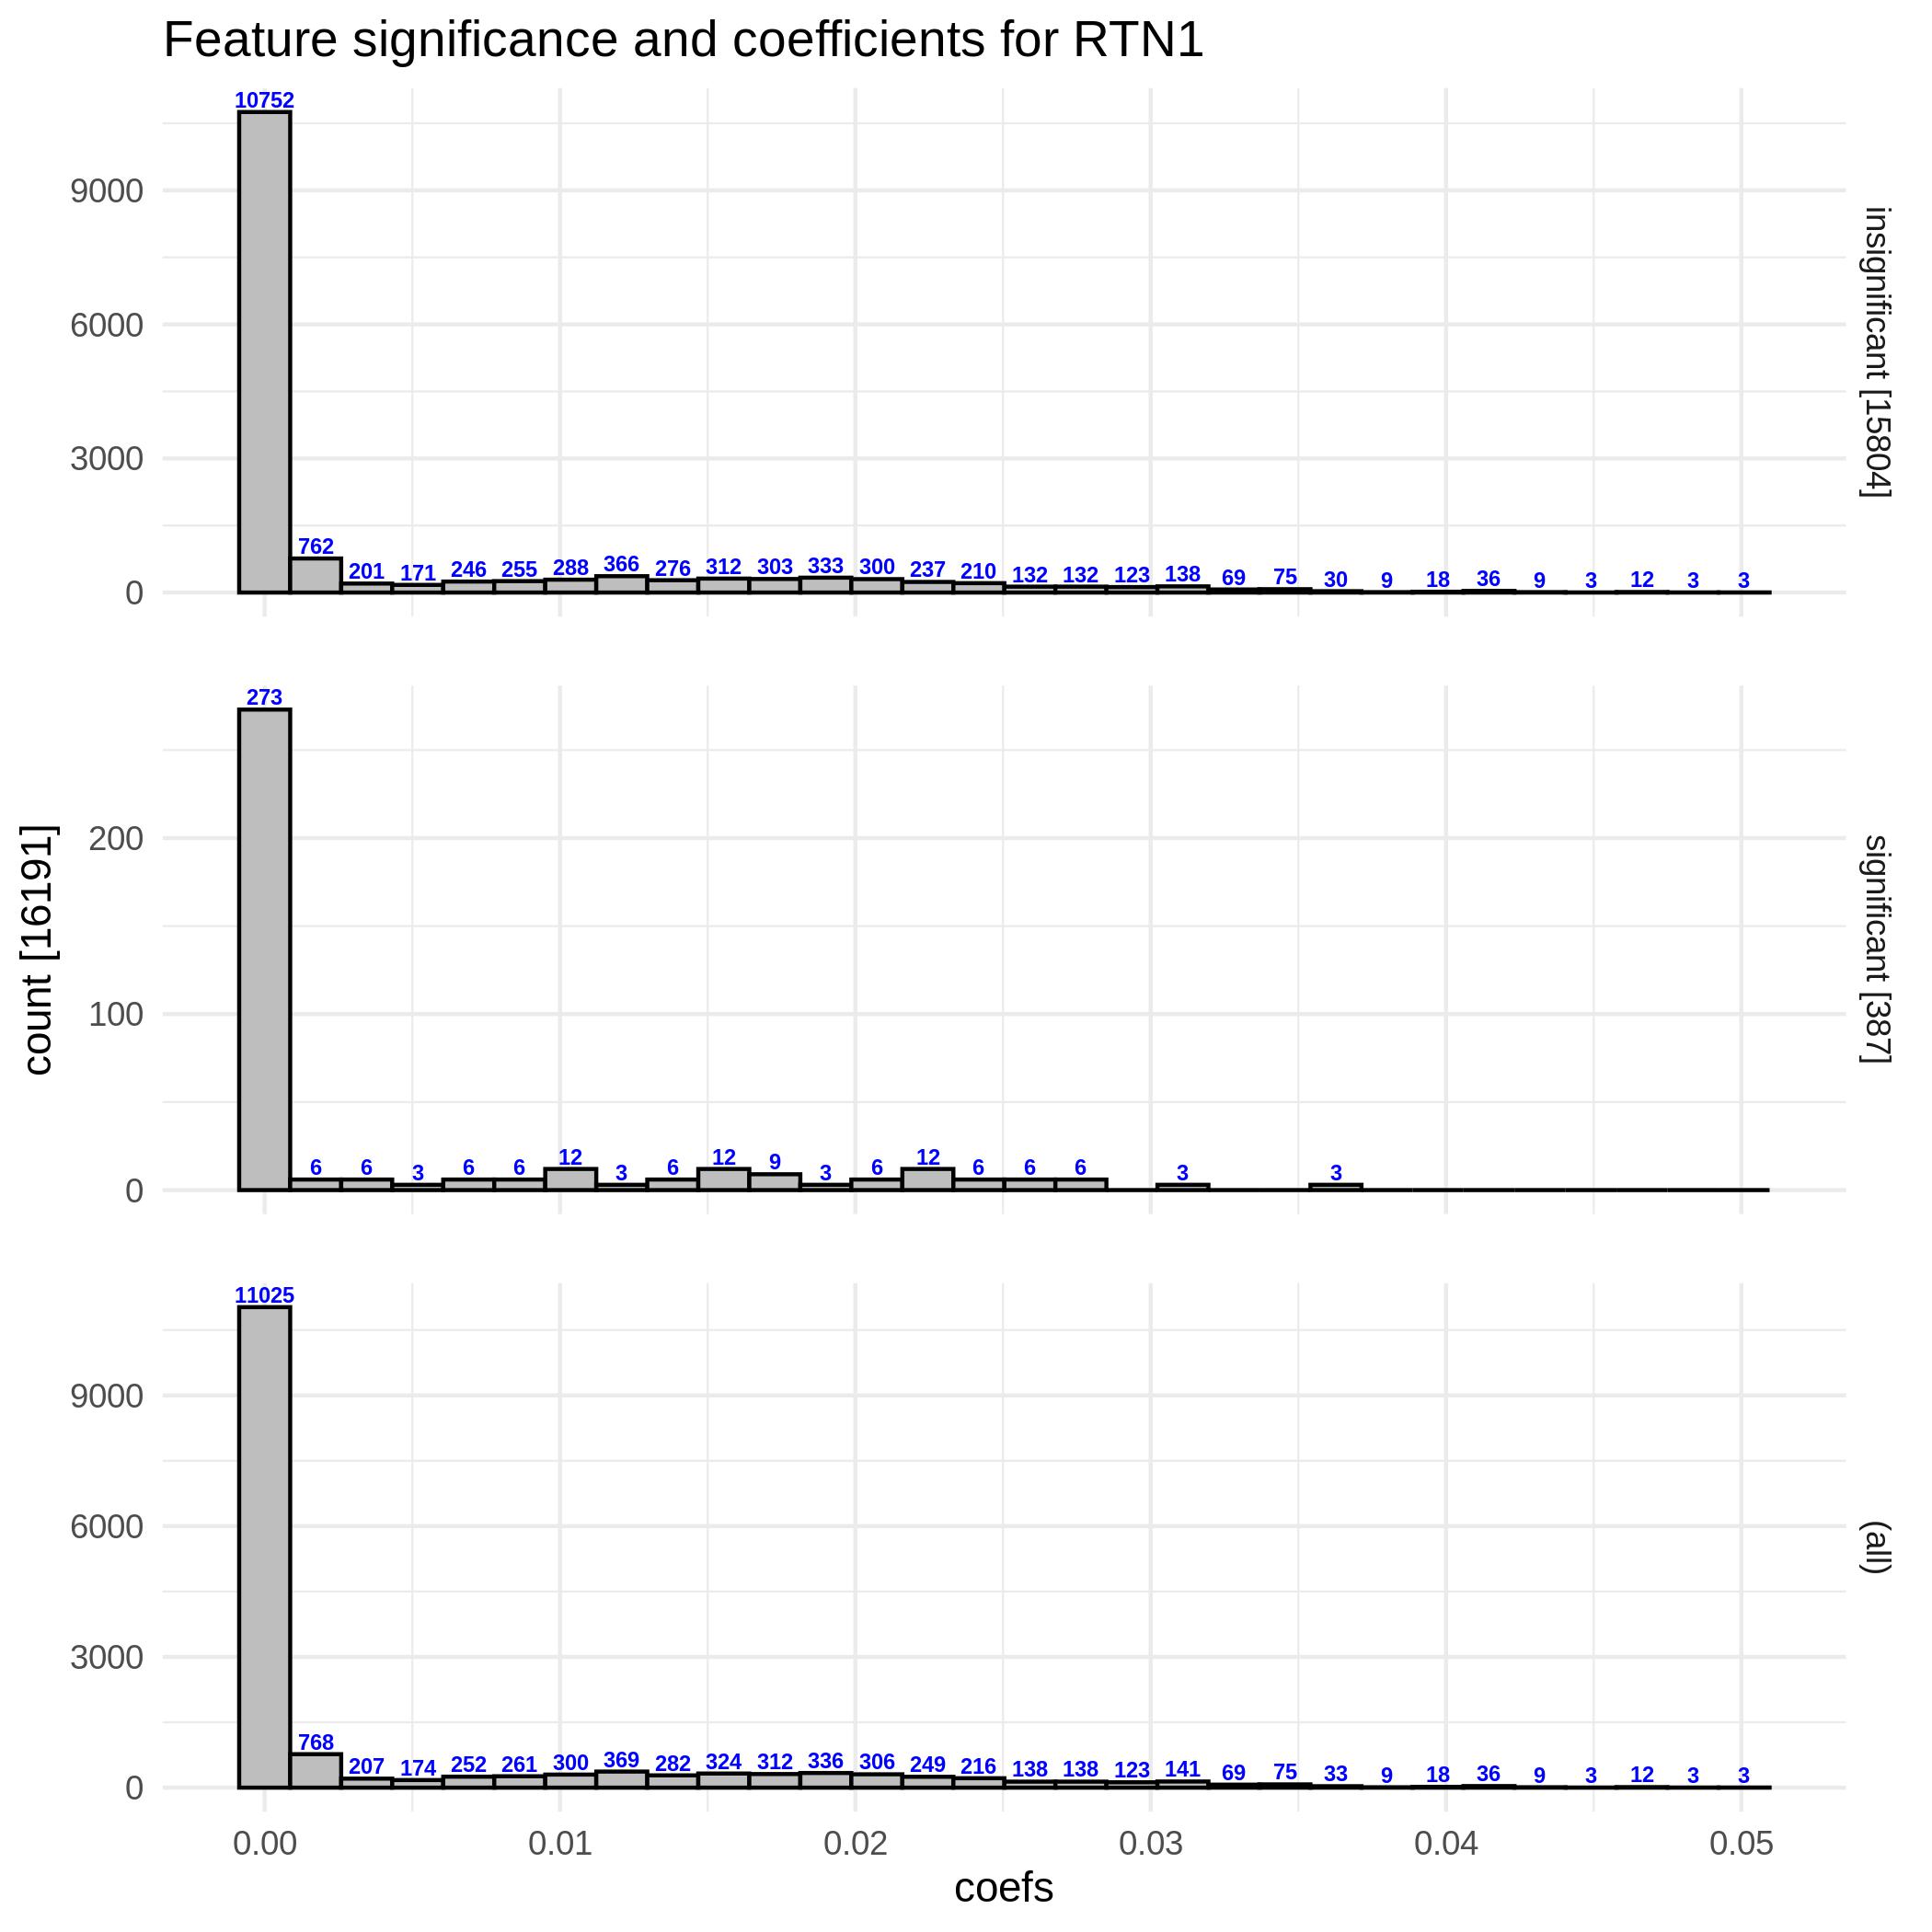 Feature significance and coefficients for RTN1
10752
9000
6000
3000
762 201 171 246 255 288 366 276 312 303 333 300 237 210 132 132 123 138 69 75 30 9 18 36 9 3 12 3 3
0
insignificant [15804]
273
200
100
6 6 3 6 6 12 3 6 12 9 3 6 12 6 6 6 3 3
0
significant [387]
count [16191]
11025
9000
6000
3000
768 207 174 252 261 300 369 282 324 312 336 306 249 216 138 138 123 141 69 75 33 9 18 36 9 3 12 3 3
0
(all)
0.00 0.01 0.02 0.03 0.04 0.05
coefs